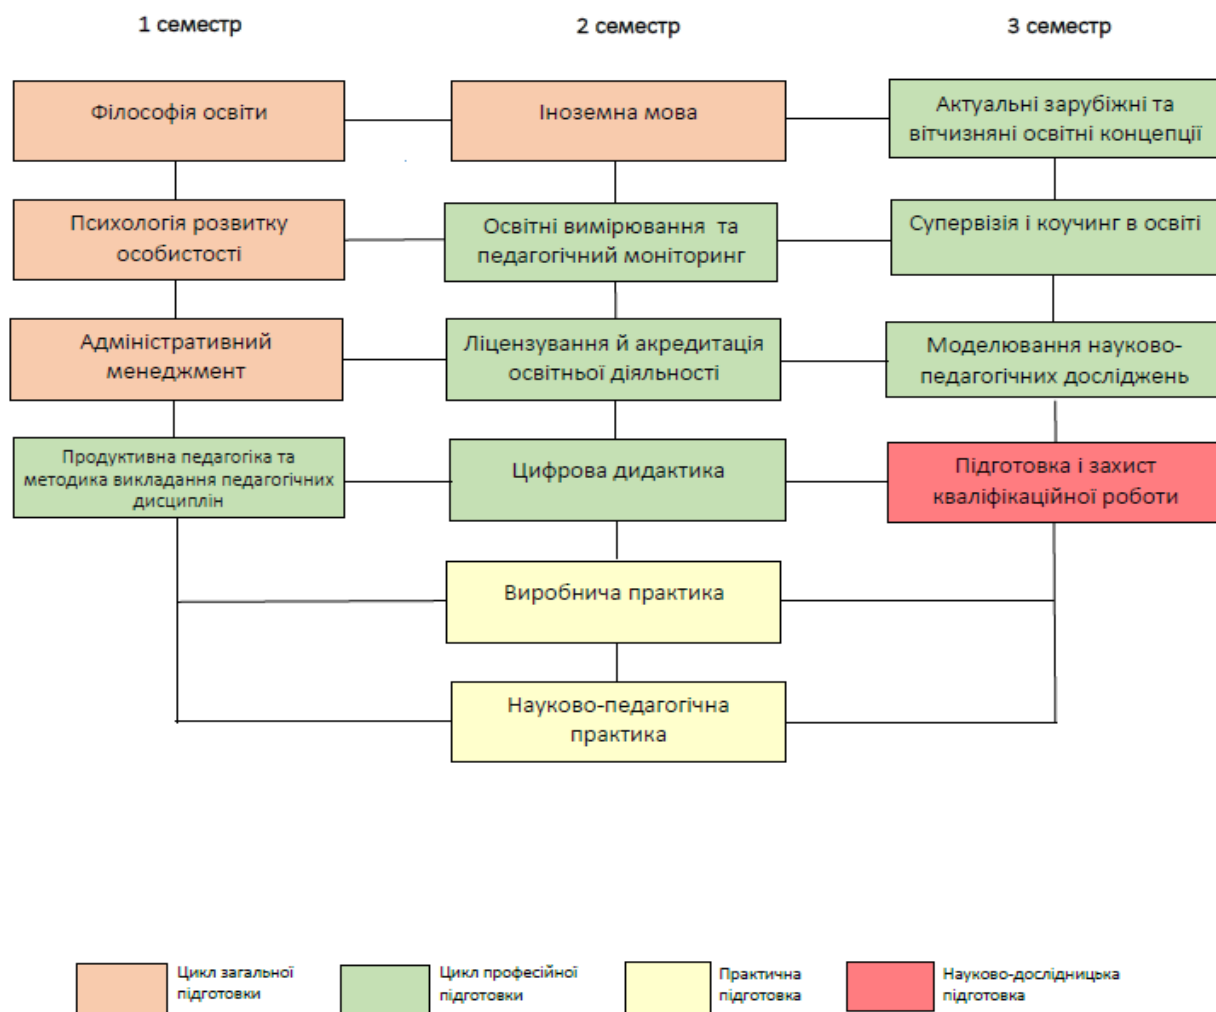 1 семестр
2 семестр
3 семестр
Філософія освіти
Іноземна мова
Актуальні зарубіжні та
вітчизняні освітні концепції
Психологія розвитку
особистості
Освітні вимірювання та
педагогічний моніторинг
Супервізія і коучинг в освіті
Адміністративний
менеджмент
Ліцензування й акредитація
освітньої діяльності
Моделювання науково-
педагогічних досліджень
Продуктивна педагогіка та
методика викладання педагогічних
дисциплін
Цифрова дидактика
Підготовка і захист
кваліфікаційної роботи
Виробнича практика
Науково-педагогічна
практика
Цикл загальної
підготовки
Цикл професійної
підготовки
Практична
підготовка
Науково-дослідницька
підготовка